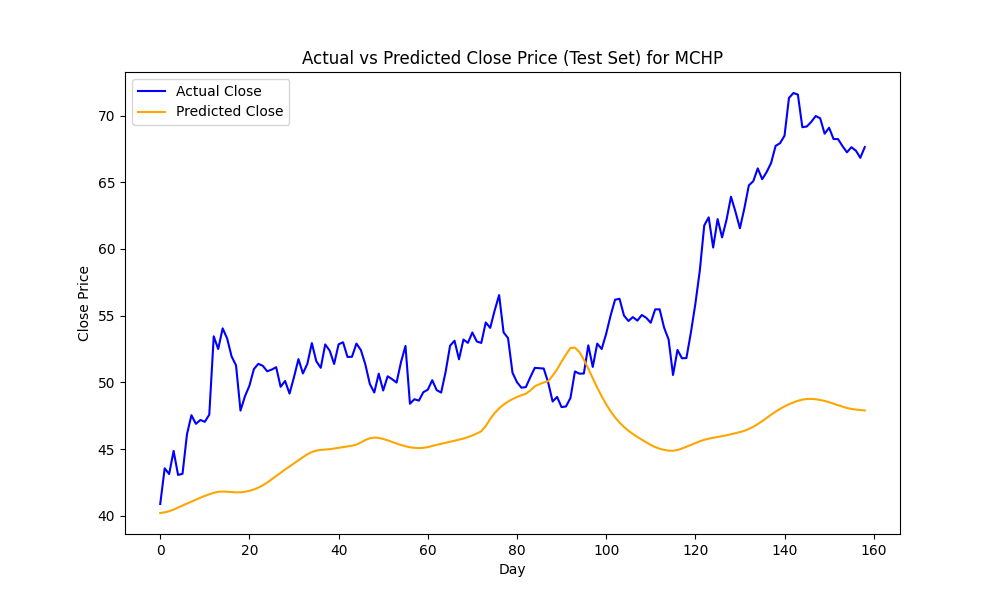 Actual vs Predicted Close Price (Test Set) for MCHP
Actual Close
Predicted Close
70
65
60
55
50
45
40
Close Price
0 20 40 60 80 100 120 140 160
Day